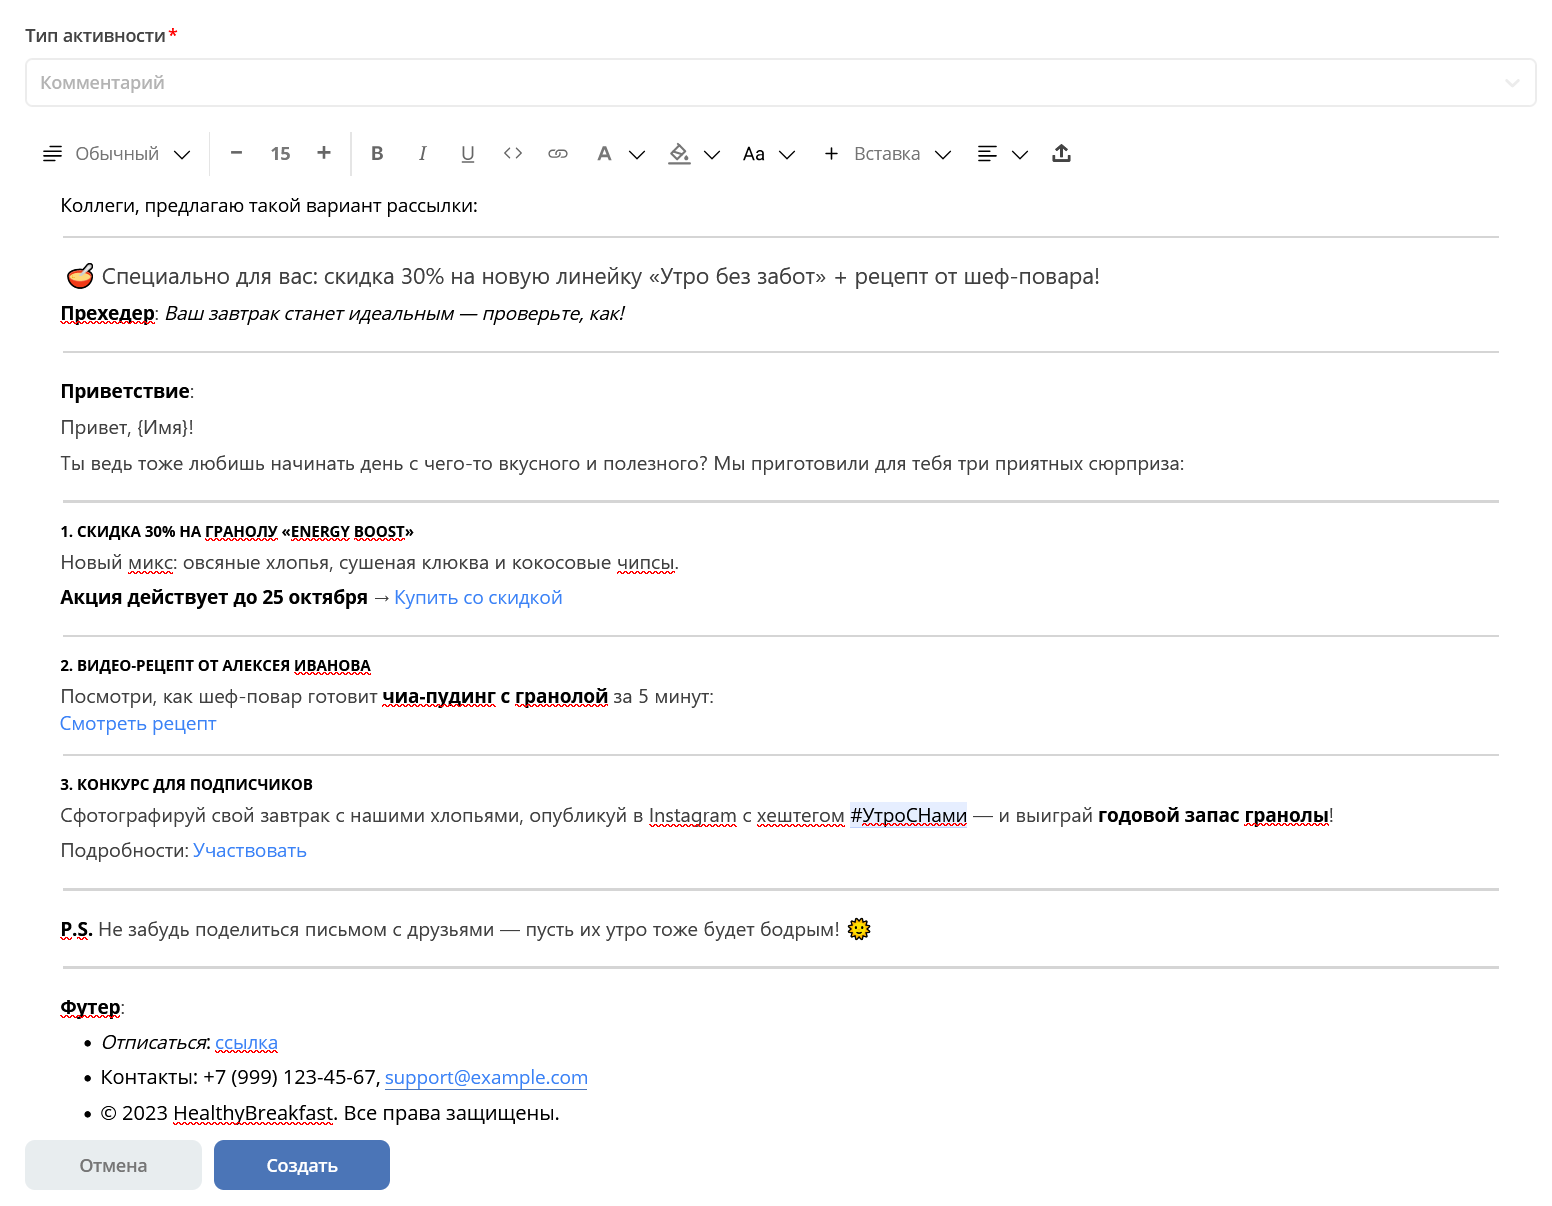 Тип активности*
Комментарий
Обычный − 15 + B I U <> A Aa + Вставка
Коллеги, предлагаю такой вариант рассылки:
🍲 Специально для вас: скидка 30% на новую линейку «Утро без забот» + рецепт от шеф-повара!
Прехедер: Ваш завтрак станет идеальным — проверьте, как!
Приветствие:
Привет, {Имя}!
Ты ведь тоже любишь начинать день с чего-то вкусного и полезного? Мы приготовили для тебя три приятных сюрприза:
1. СКИДКА 30% НА ГРАНОЛУ «ENERGY BOOST»
Новый микс: овсяные хлопья, сушеная клюква и кокосовые чипсы.
Акция действует до 25 октября → Купить со скидкой
2. ВИДЕО-РЕЦЕПТ ОТ АЛЕКСЕЯ ИВАНОВА
Посмотри, как шеф-повар готовит чиа-пудинг с гранолой за 5 минут:
Смотреть рецепт
3. КОНКУРС ДЛЯ ПОДПИСЧИКОВ
Сфотографируй свой завтрак с нашими хлопьями, опубликуй в Instagram с хештегом #УтроСНами — и выиграй годовой запас гранолы!
Подробности: Участвовать
P.S. Не забудь поделиться письмом с друзьями — пусть их утро тоже будет бодрым! 🌞
Футер:
• Отписаться: ссылка
• Контакты: +7 (999) 123-45-67, support@example.com
• © 2023 HealthyBreakfast. Все права защищены.
Отмена Создать